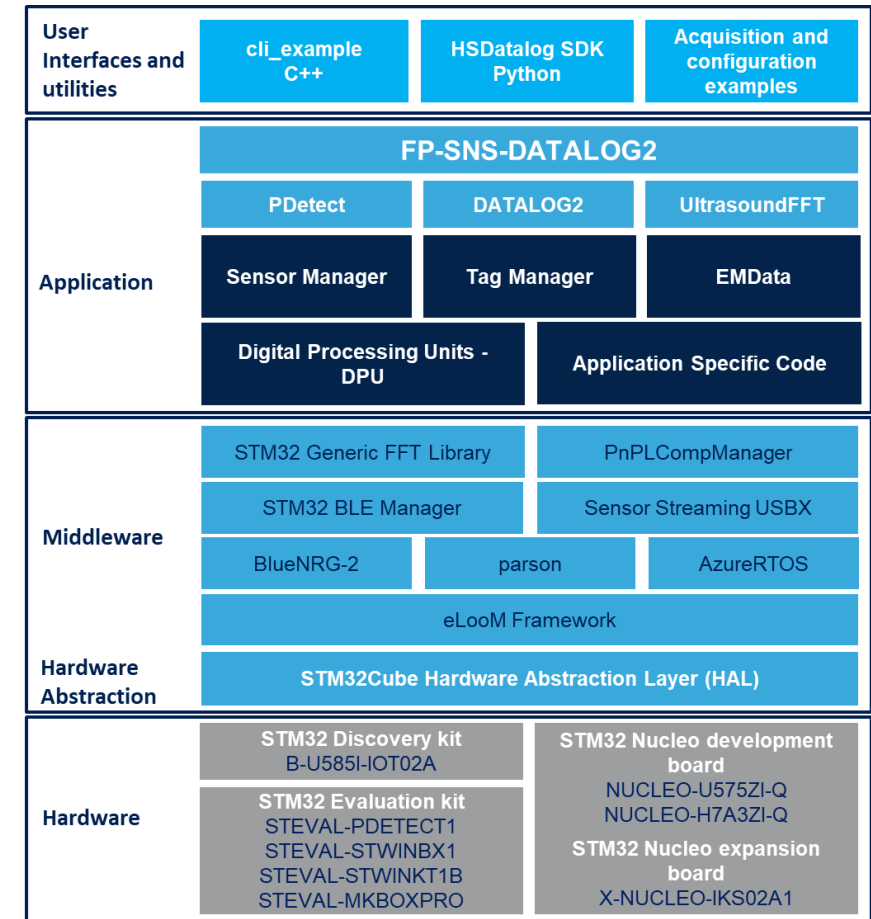 User
Interfaces and
utilities
cli_example
C++
HSDatalog SDK
Python
Acquisition and
configuration
examples
Application
FP-SNS-DATALOG2
PDetect
DATALOG2
UltrasoundFFT
Sensor Manager
Tag Manager
EMData
Digital Processing Units -
DPU
Application Specific Code
Middleware
STM32 Generic FFT Library
PnPLCompManager
STM32 BLE Manager
Sensor Streaming USBX
BlueNRG-2
parson
AzureRTOS
eLooM Framework
Hardware
Abstraction
STM32Cube Hardware Abstraction Layer (HAL)
Hardware
STM32 Discovery kit
B-U585I-IOT02A
STM32 Evaluation kit
STEVAL-PDETECT1
STEVAL-STWINBX1
STEVAL-STWINKT1B
STEVAL-MKBOXPRO
STM32 Nucleo development
board
NUCLEO-U575ZI-Q
NUCLEO-H7A3ZI-Q
STM32 Nucleo expansion
board
X-NUCLEO-IKS02A1